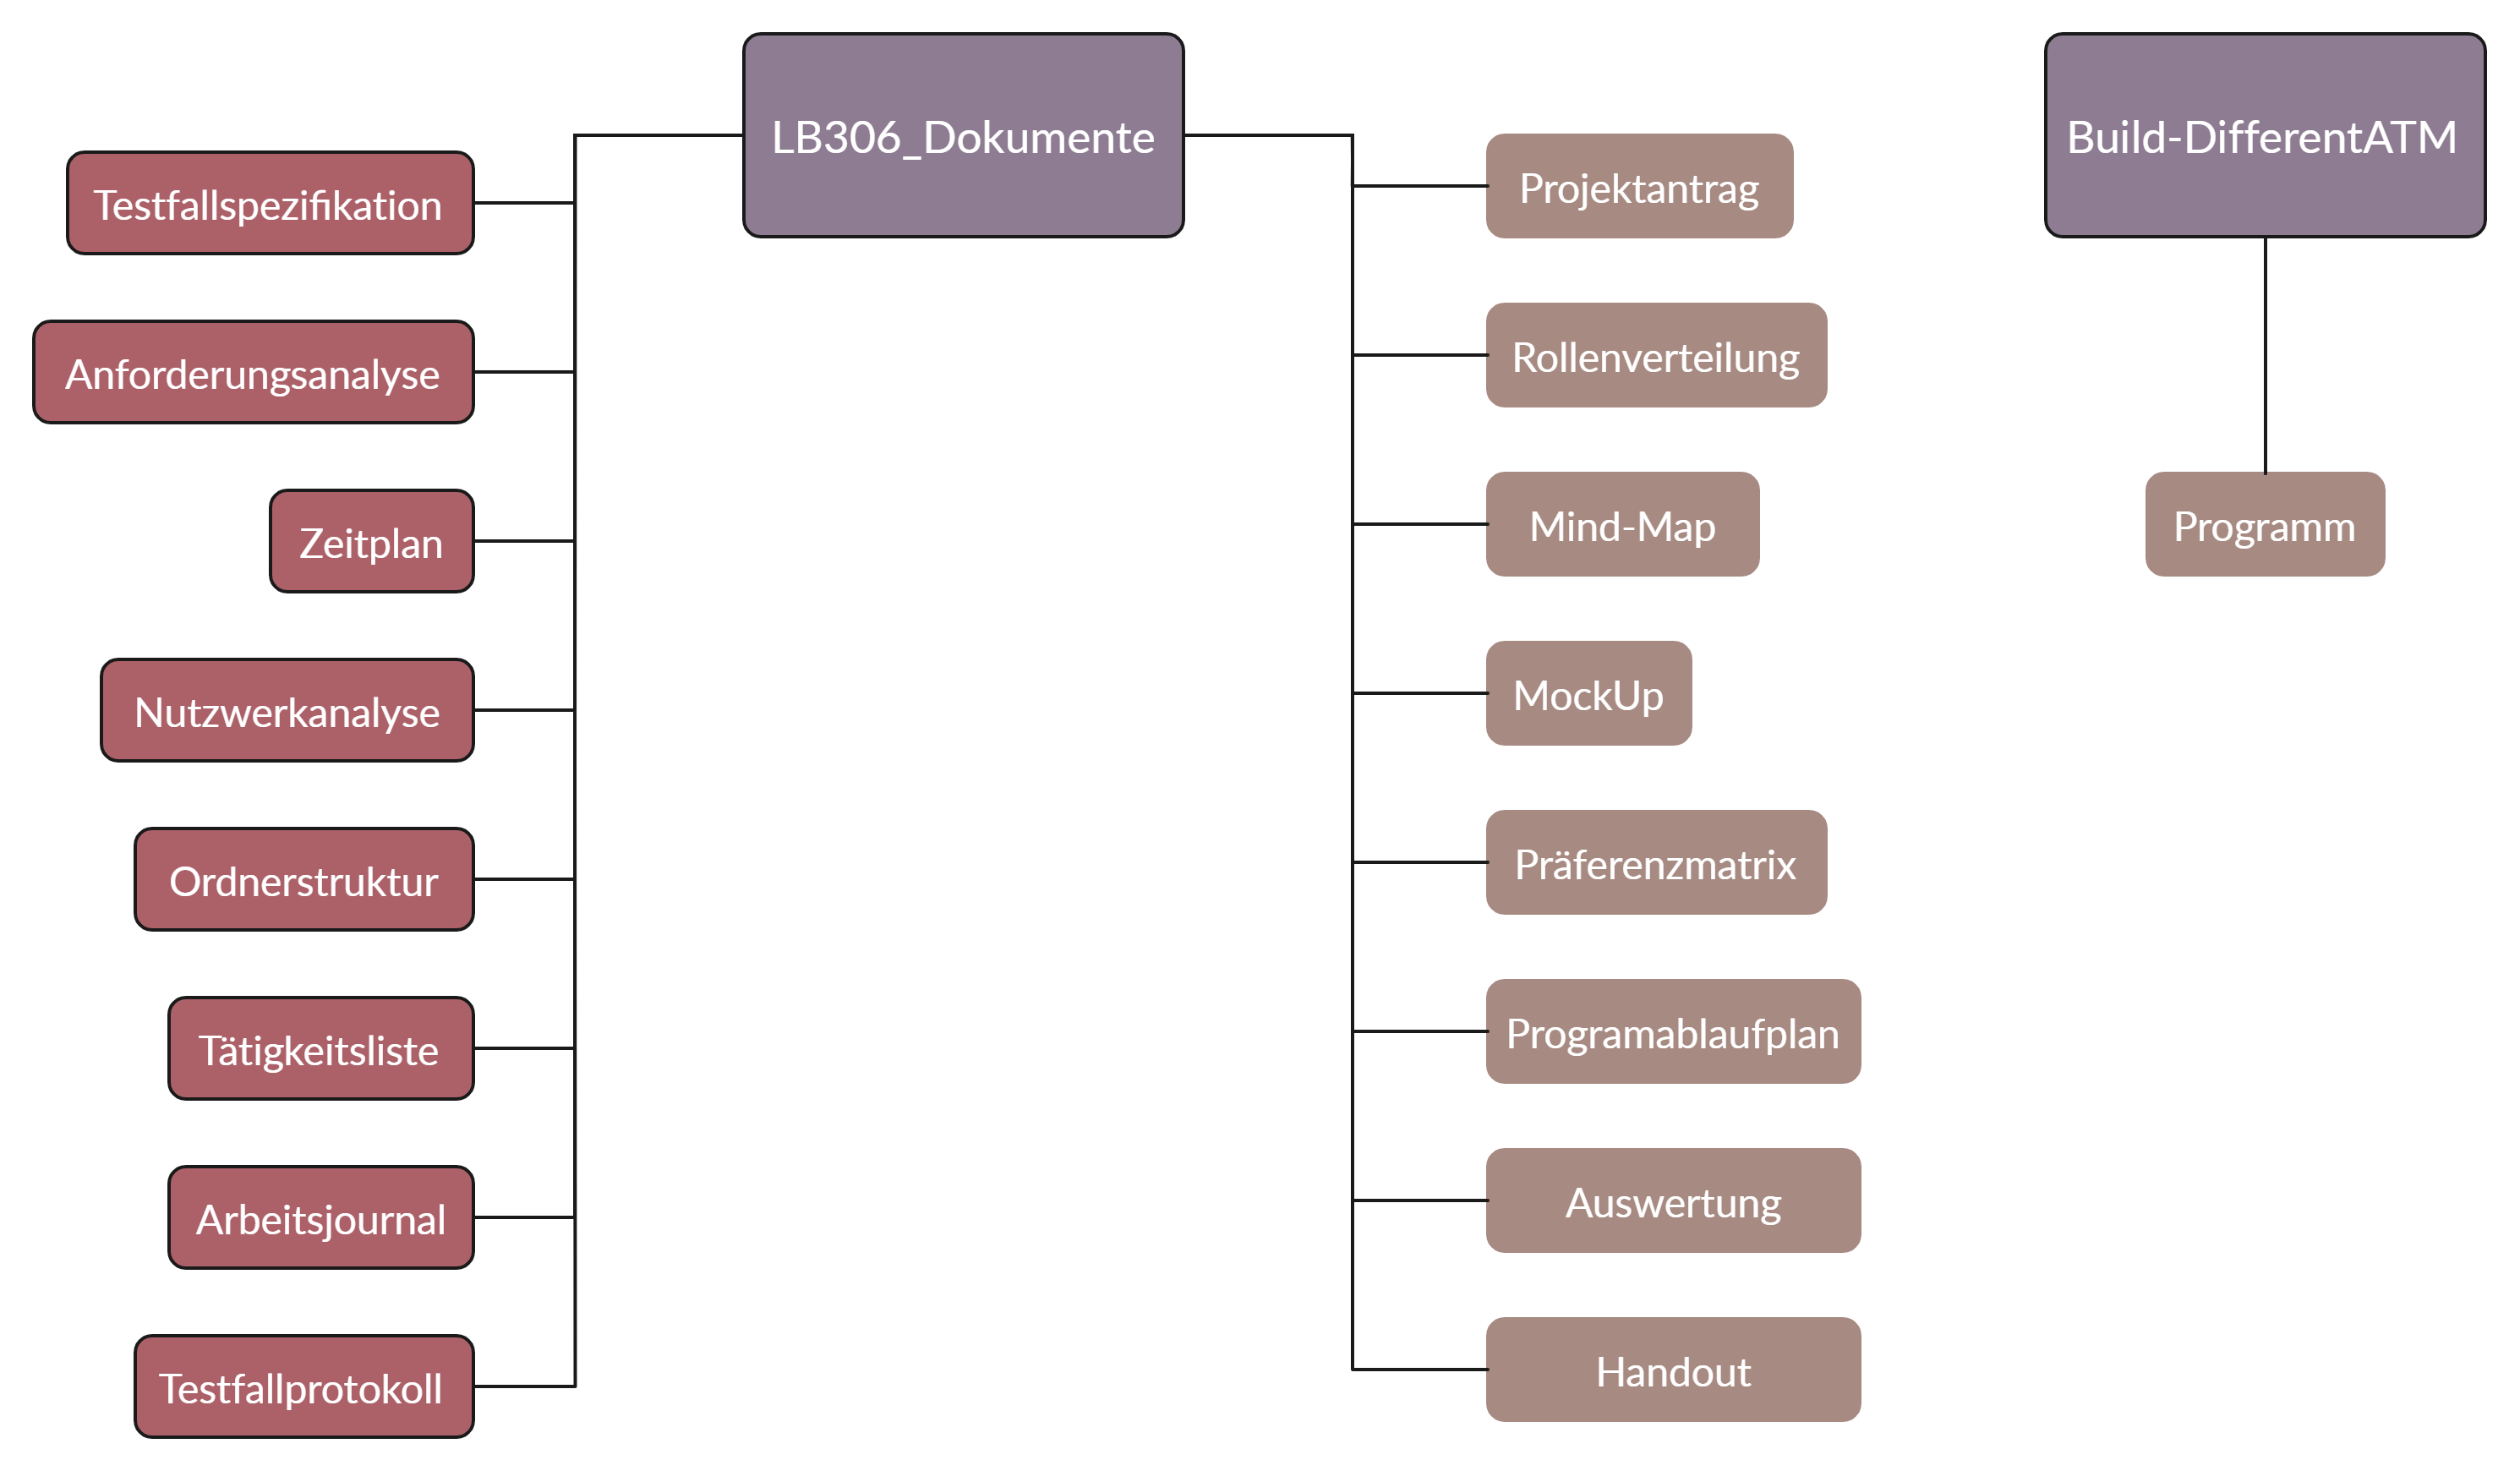 LB306_Dokumente
Build-DifferentATM
Testfallspezifikation
Anforderungsanalyse
Zeitplan
Nutzwerkanalyse
Ordnerstruktur
Tätigkeitsliste
Arbeitsjournal
Testfallprotokoll
Projektantrag
Rollenverteilung
Mind-Map
MockUp
Präferenzmatrix
Programablaufplan
Auswertung
Handout
Programm